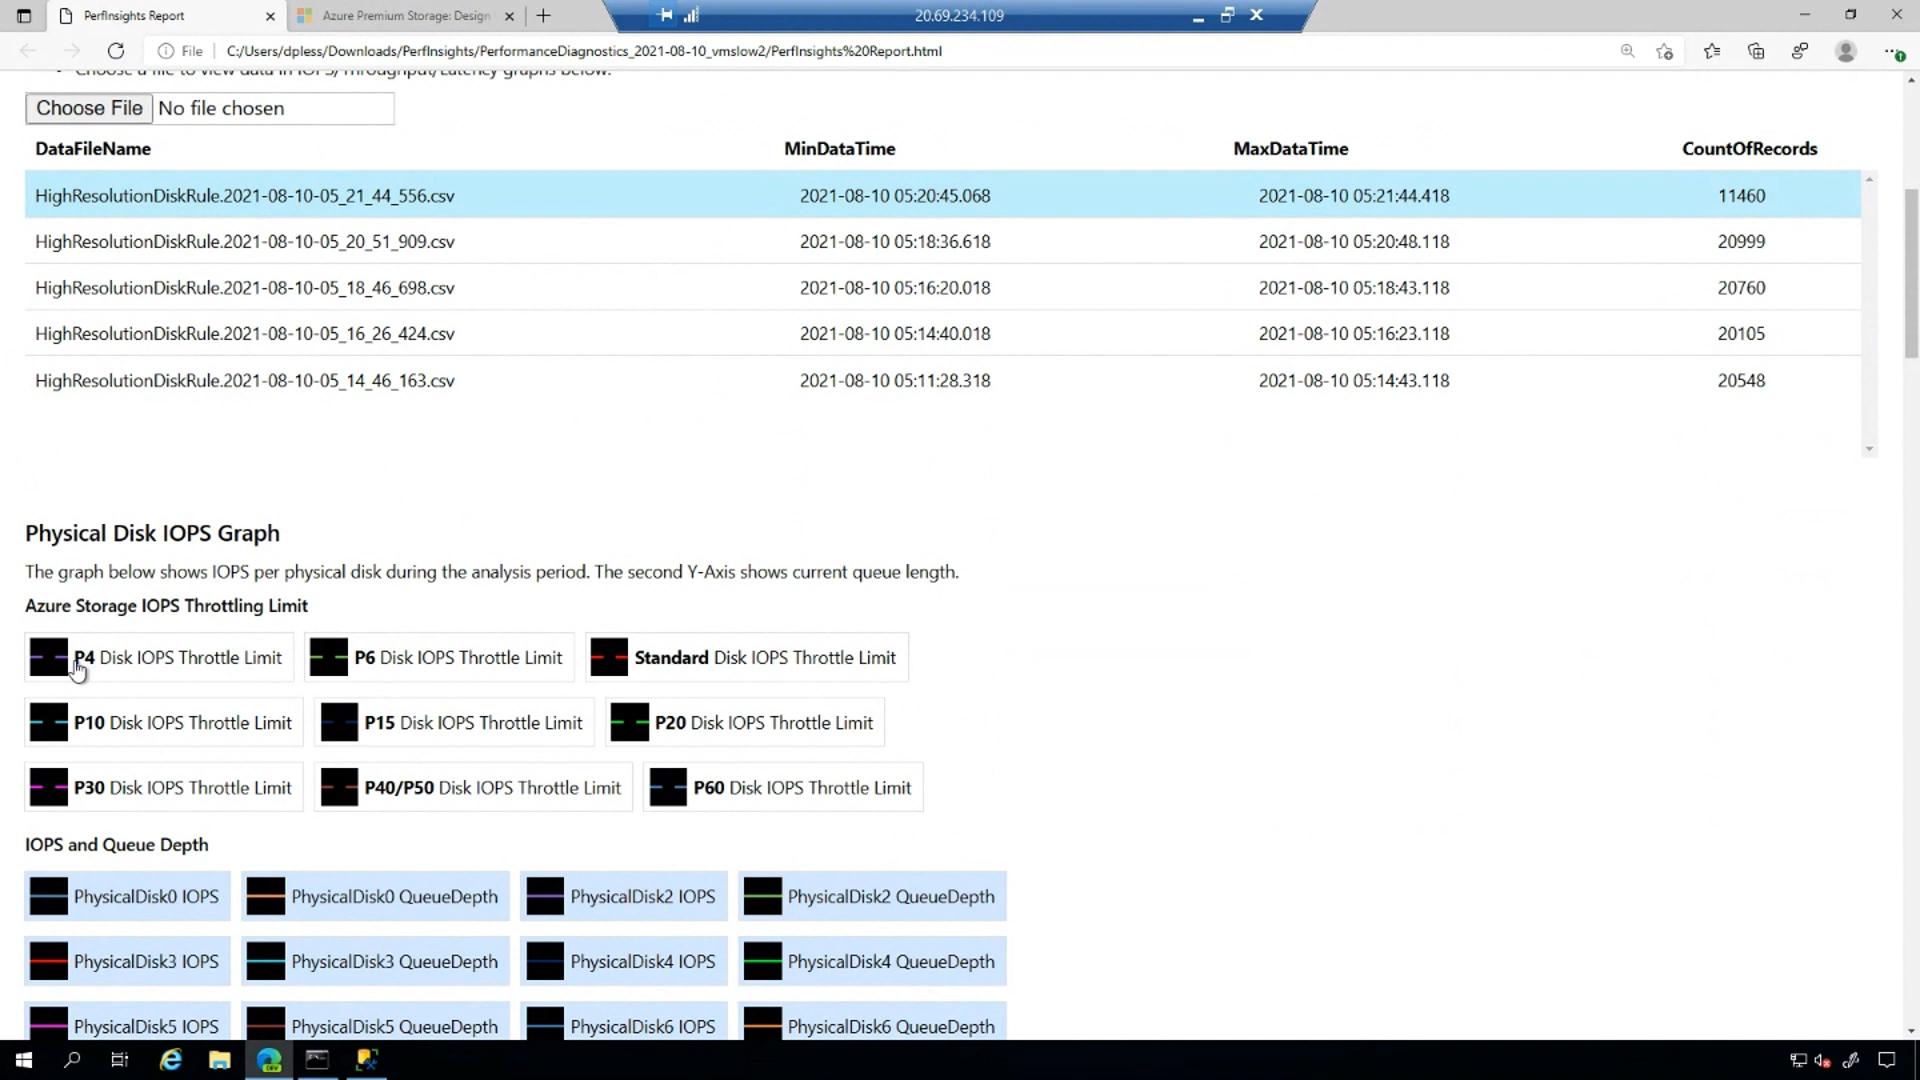 PerfInsights Report
Azure Premium Storage: Design
20.69.234.109
File
C:/Users/dpless/Downloads/PerfInsights/PerformanceDiagnostics_2021-08-10_vmslow2/PerfInsights%20Report.html
Choose a file to view data in IOPS/Throughput/Latency graphs below.
Choose File No file chosen
DataFileName MinDataTime MaxDataTime CountOfRecords
HighResolutionDiskRule.2021-08-10-05_21_44_556.csv 2021-08-10 05:20:45.068 2021-08-10 05:21:44.418 11460
HighResolutionDiskRule.2021-08-10-05_20_51_909.csv 2021-08-10 05:18:36.618 2021-08-10 05:20:48.118 20999
HighResolutionDiskRule.2021-08-10-05_18_46_698.csv 2021-08-10 05:16:20.018 2021-08-10 05:18:43.118 20760
HighResolutionDiskRule.2021-08-10-05_16_26_424.csv 2021-08-10 05:14:40.018 2021-08-10 05:16:23.118 20105
HighResolutionDiskRule.2021-08-10-05_14_46_163.csv 2021-08-10 05:11:28.318 2021-08-10 05:14:43.118 20548
Physical Disk IOPS Graph
The graph below shows IOPS per physical disk during the analysis period. The second Y-Axis shows current queue length.
Azure Storage IOPS Throttling Limit
P4 Disk IOPS Throttle Limit P6 Disk IOPS Throttle Limit Standard Disk IOPS Throttle Limit
P10 Disk IOPS Throttle Limit P15 Disk IOPS Throttle Limit P20 Disk IOPS Throttle Limit
P30 Disk IOPS Throttle Limit P40/P50 Disk IOPS Throttle Limit P60 Disk IOPS Throttle Limit
IOPS and Queue Depth
PhysicalDisk0 IOPS PhysicalDisk0 QueueDepth PhysicalDisk2 IOPS PhysicalDisk2 QueueDepth
PhysicalDisk3 IOPS PhysicalDisk3 QueueDepth PhysicalDisk4 IOPS PhysicalDisk4 QueueDepth
PhysicalDisk5 IOPS PhysicalDisk5 QueueDepth PhysicalDisk6 IOPS PhysicalDisk6 QueueDepth
DEV